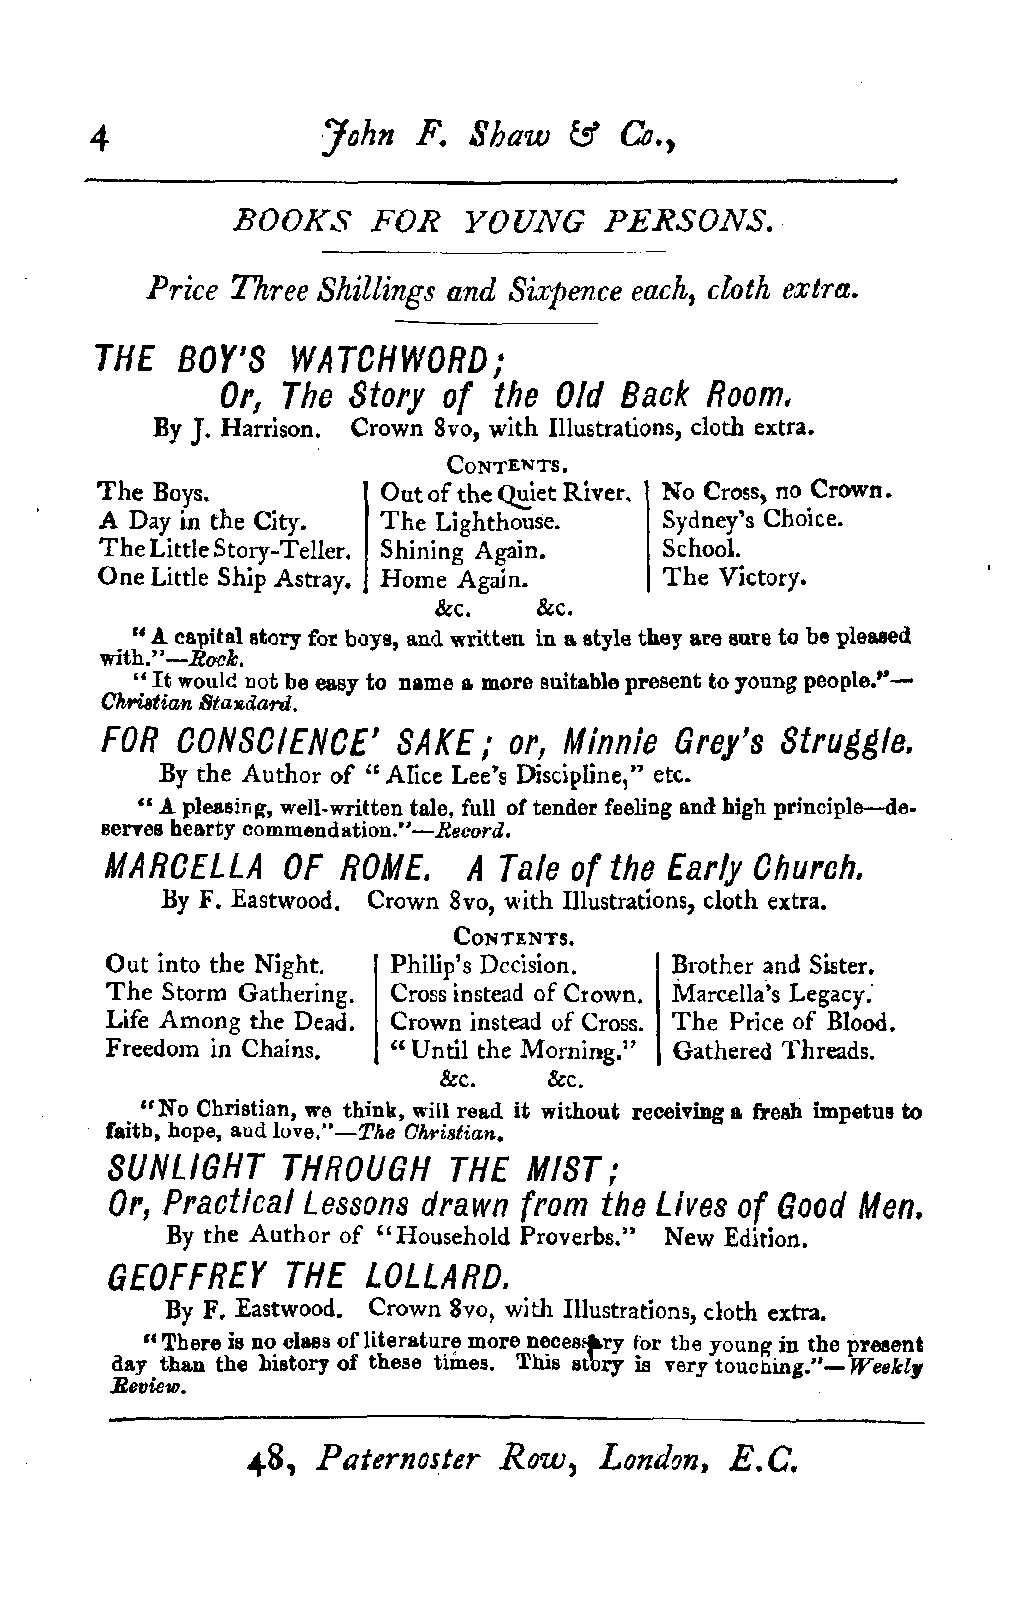 4 John F. Shaw & Co.,
BOOKS FOR YOUNG PERSONS.
Price Three Shillings and Sixpence each, cloth extra.
THE BOY'S WATCHWORD;
Or, The Story of the Old Back Room.
By J. Harrison. Crown 8vo, with Illustrations, cloth extra.
CONTENTS.
The Boys. | Out of the Quiet River. | No Cross, no Crown.
A Day in the City. | The Lighthouse. | Sydney's Choice.
The Little Story-Teller. | Shining Again. | School.
One Little Ship Astray. | Home Again. | The Victory.
&c. &c.
"A capital story for boys, and written in a style they are sure to be pleased
with."—Rock.
"It would not be easy to name a more suitable present to young people."—
Christian Standard.
FOR CONSCIENCE' SAKE; or, Minnie Grey's Struggle.
By the Author of "Alice Lee's Discipline," etc.
"A pleasing, well-written tale, full of tender feeling and high principle—de-
serves hearty commendation."—Record.
MARCELLA OF ROME. A Tale of the Early Church.
By F. Eastwood. Crown 8vo, with Illustrations, cloth extra.
CONTENTS.
Out into the Night. | Philip's Decision. | Brother and Sister.
The Storm Gathering. | Cross instead of Crown. | Marcella's Legacy.
Life Among the Dead. | Crown instead of Cross. | The Price of Blood.
Freedom in Chains. | "Until the Morning." | Gathered Threads.
&c. &c.
"No Christian, we think, will read it without receiving a fresh impetus to
faith, hope, and love."—The Christian.
SUNLIGHT THROUGH THE MIST;
Or, Practical Lessons drawn from the Lives of Good Men.
By the Author of "Household Proverbs." New Edition.
GEOFFREY THE LOLLARD.
By F. Eastwood. Crown 8vo, with Illustrations, cloth extra.
"There is no class of literature more necessary for the young in the present
day than the history of these times. This story is very touching."—Weekly
Review.
48, Paternoster Row, London, E.C.